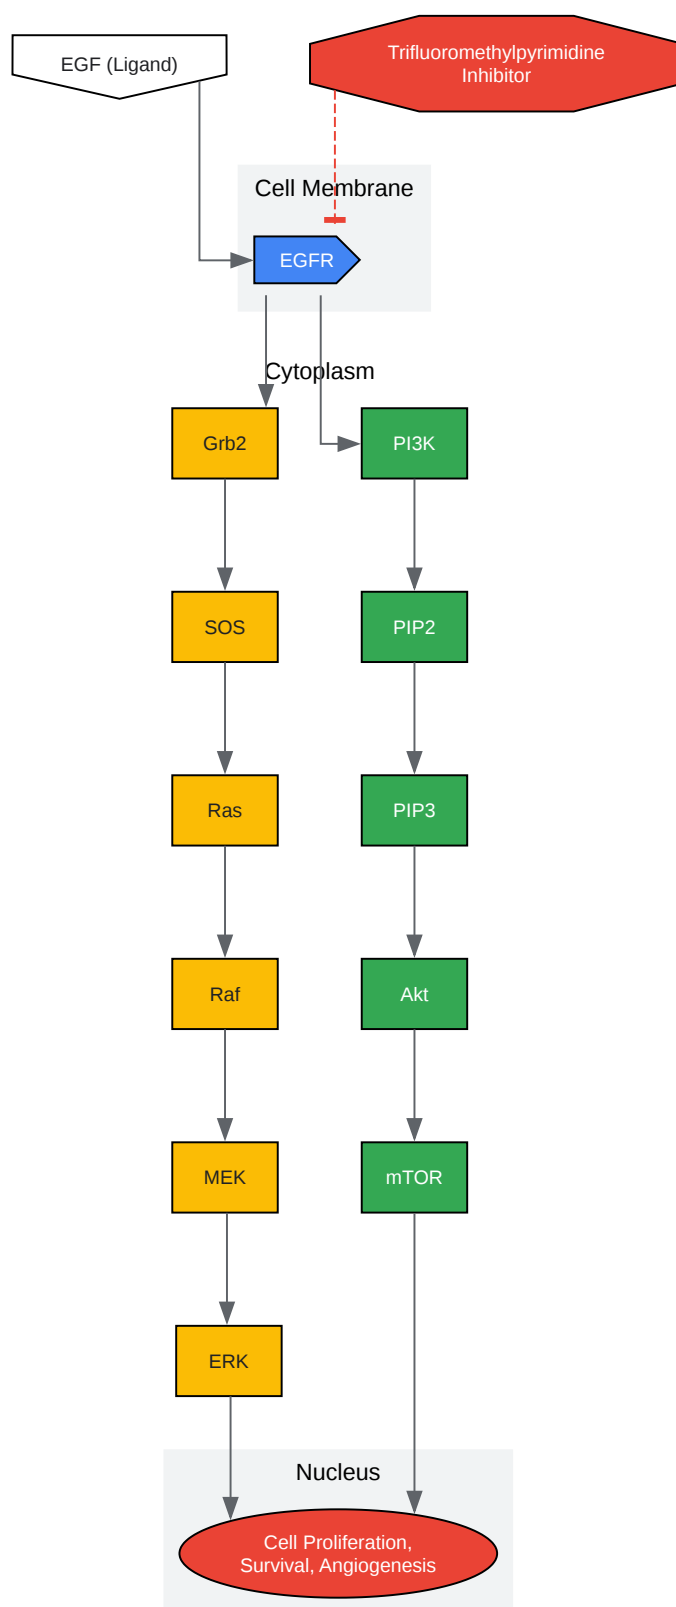 EGF (Ligand)
Trifluoromethylpyrimidine
Inhibitor
Cell Membrane
EGFR
Cytoplasm
Grb2
PI3K
SOS
PIP2
Ras
PIP3
Raf
Akt
MEK
mTOR
ERK
Nucleus
Cell Proliferation,
Survival, Angiogenesis